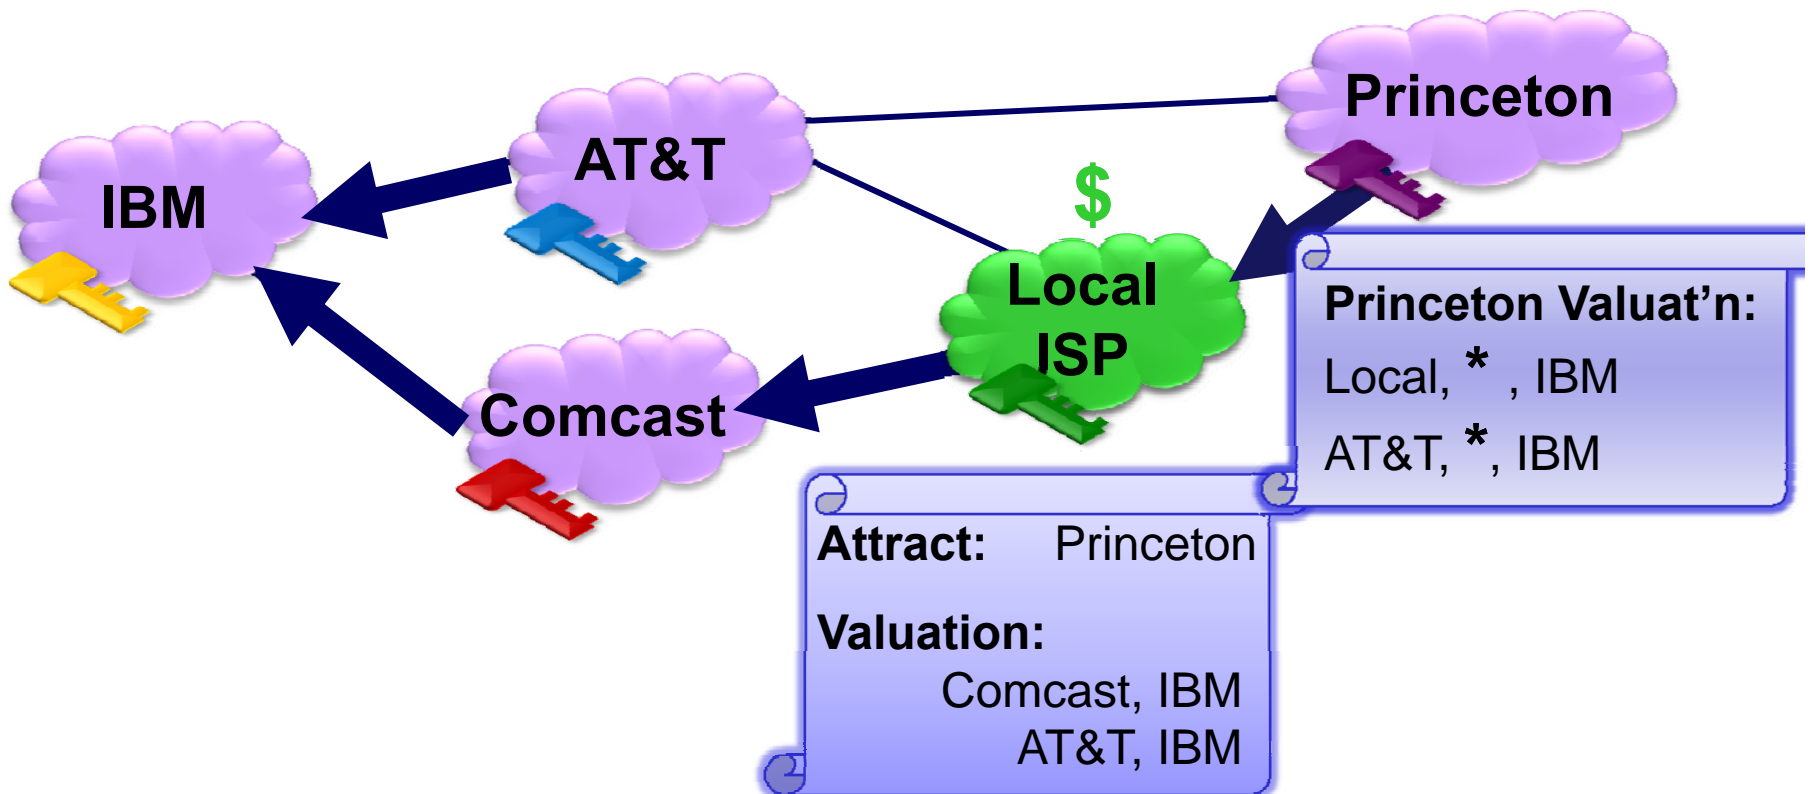 Princeton
AT&T
IBM
$
Local
ISP
Comcast
Princeton Valuat’n:
Local, * , IBM
AT&T, *, IBM
Attract: Princeton
Valuation:
Comcast, IBM
AT&T, IBM